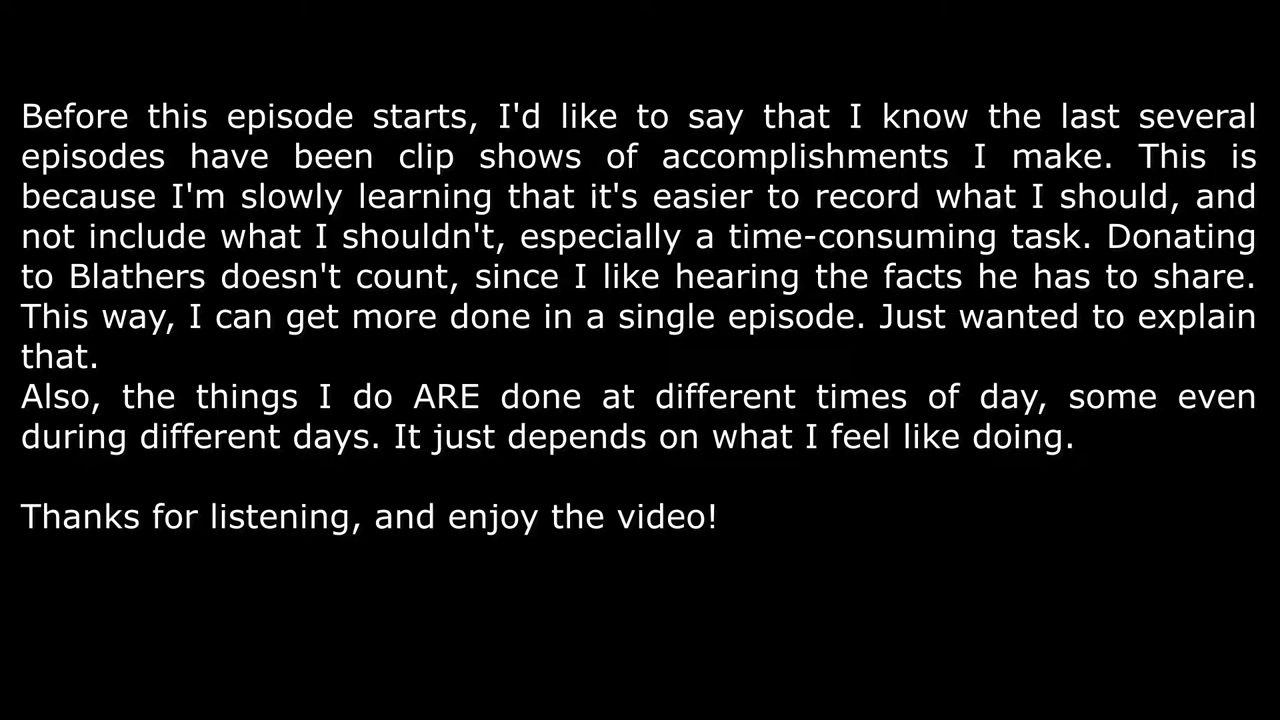 Before this episode starts, I'd like to say that I know the last several
episodes have been clip shows of accomplishments I make. This is
because I'm slowly learning that it's easier to record what I should, and
not include what I shouldn't, especially a time-consuming task. Donating
to Blathers doesn't count, since I like hearing the facts he has to share.
This way, I can get more done in a single episode. Just wanted to explain
that.
Also, the things I do ARE done at different times of day, some even
during different days. It just depends on what I feel like doing.
Thanks for listening, and enjoy the video!